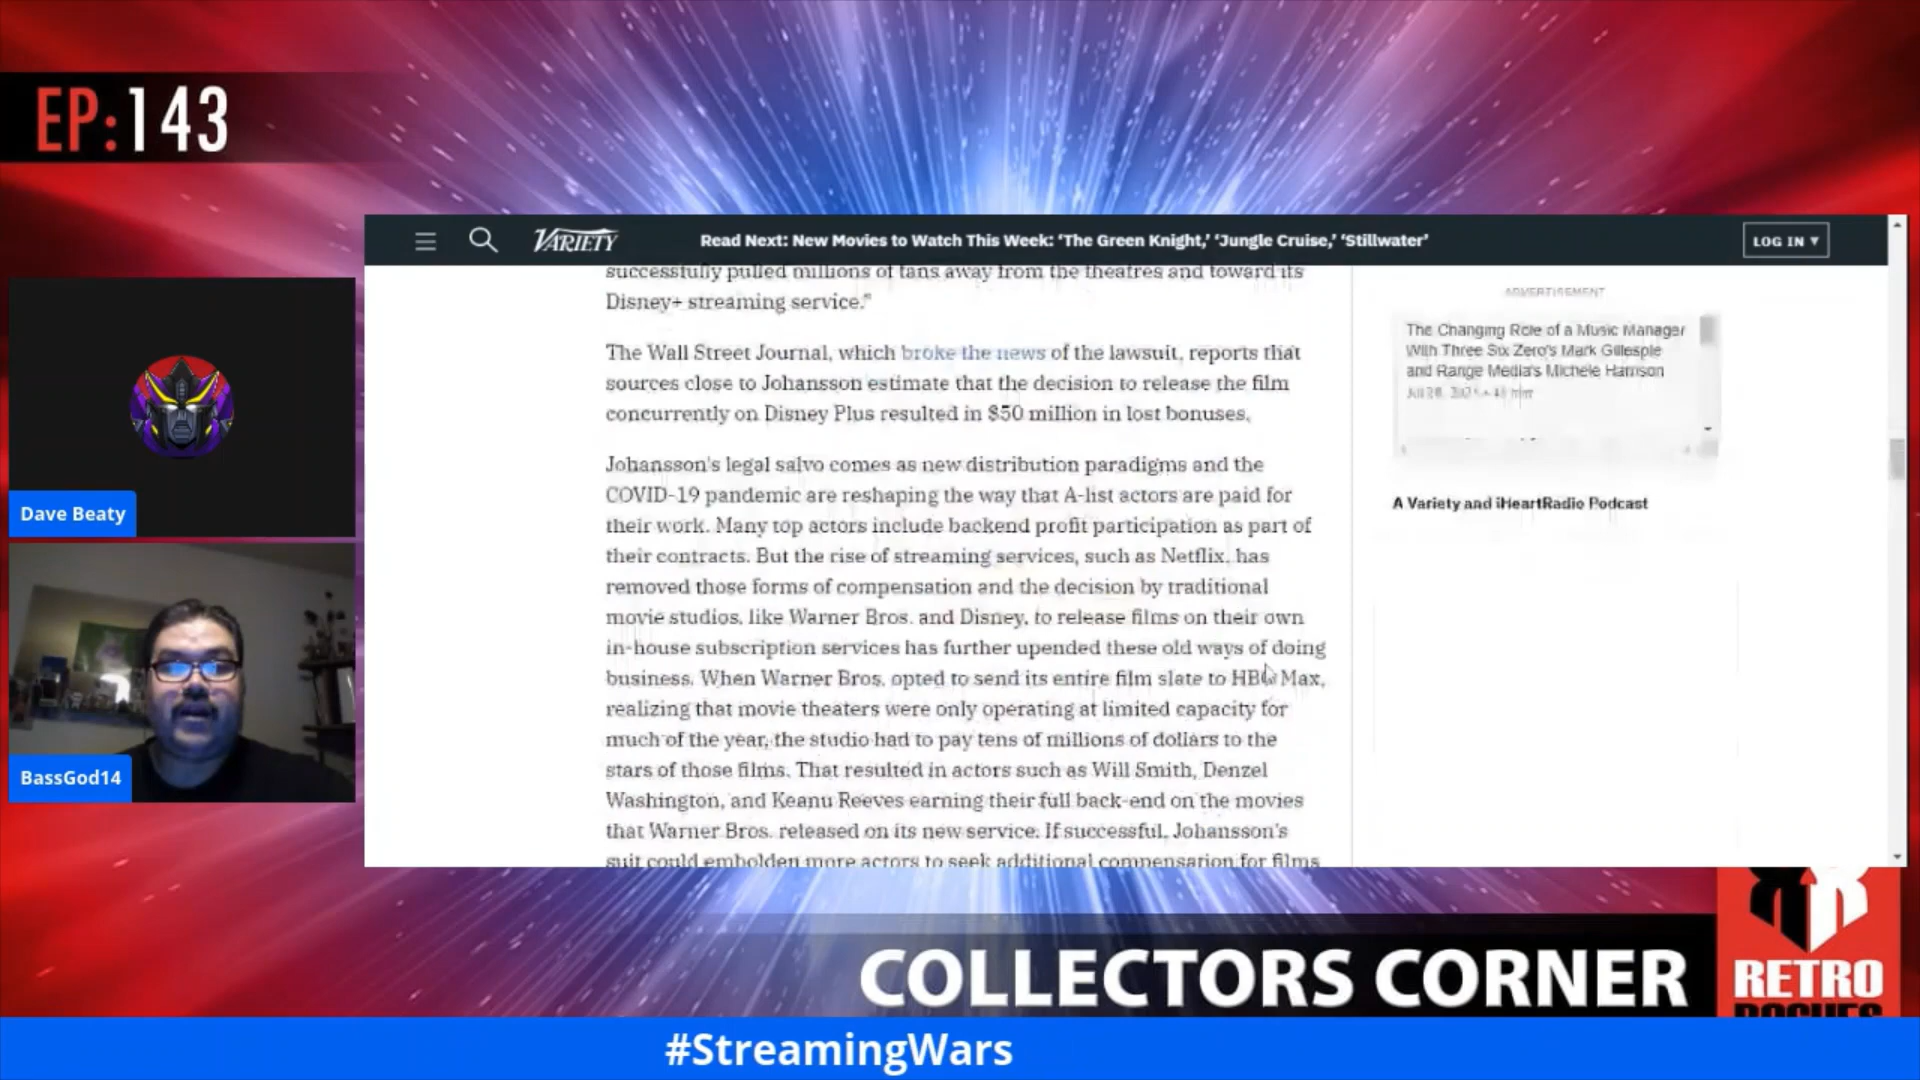 EP:143
VARIETY
Read Next: New Movies to Watch This Week: ‘The Green Knight,’ ‘Jungle Cruise,’ ‘Stillwater’
LOG IN ▼
successfully pulled millions of fans away from the theatres and toward its
Disney+ streaming service.”
The Wall Street Journal, which broke the news of the lawsuit, reports that
sources close to Johansson estimate that the decision to release the film
concurrently on Disney Plus resulted in $50 million in lost bonuses.
Johansson's legal salvo comes as new distribution paradigms and the
COVID-19 pandemic are reshaping the way that A-list actors are paid for
their work. Many top actors include backend profit participation as part of
their contracts. But the rise of streaming services, such as Netflix, has
removed those forms of compensation and the decision by traditional
movie studios, like Warner Bros. and Disney, to release films on their own
in-house subscription services has further upended these old ways of doing
business. When Warner Bros. opted to send its entire film slate to HBO Max,
realizing that movie theaters were only operating at limited capacity for
much of the year, the studio had to pay tens of millions of dollars to the
stars of those films. That resulted in actors such as Will Smith, Denzel
Washington, and Keanu Reeves earning their full back-end on the movies
that Warner Bros. released on its new service. If successful, Johansson's
suit could embolden more actors to seek additional compensation for films
ADVERTISEMENT
The Changing Role of a Music Manager
With Three Six Zero's Mark Gillespie
and Range Media's Michele Harrison
A Variety and iHeartRadio Podcast
Dave Beaty
BassGod14
COLLECTORS CORNER
RETRO
ROGUES
#StreamingWars